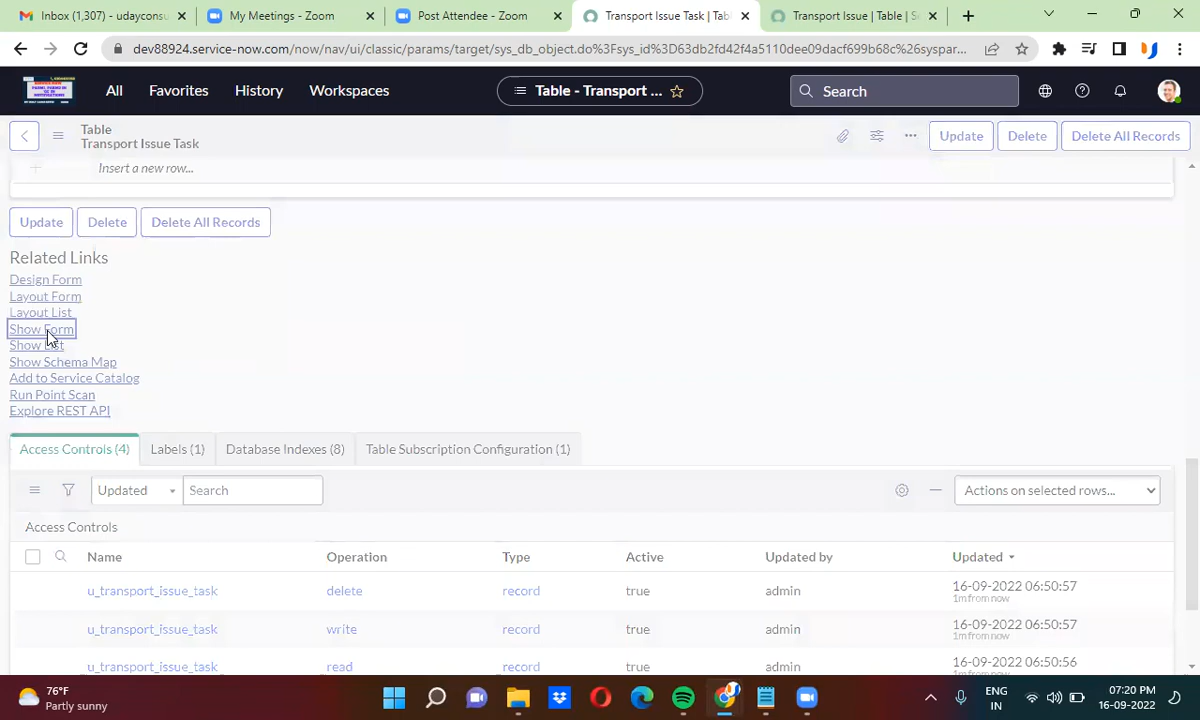 Inbox (3) - udayconsu
My Meetings - Zoom
Post Attendee - Zoom
Transport Issue Task | Tabl
Transport Issue | Table | Se
dev88924.service-now.com/now/nav/ui/classic/params/target/sys_db_object.do%3Fsys_id%3D63b2fd42f4a5110dee09dacf699b68c%26syspar...
All
Favorites
History
Workspaces
Table - Transport ...
Search
Table
Transport Issue Task
Update
Delete
Delete All Records
Insert a new row...
Update
Delete
Delete All Records
Related Links
Design Form
Layout Form
Layout List
Show Form
Show List
Show Schema Map
Add to Service Catalog
Run Point Scan
Explore REST API
Access Controls (4)
Labels (1)
Database Indexes (8)
Table Subscription Configuration (1)
Updated
Search
Actions on selected rows...
Access Controls
Name Operation Type Active Updated by Updated
u_transport_issue_task delete record true admin 16-09-2022 06:50:57
1m from now
u_transport_issue_task write record true admin 16-09-2022 06:50:57
1m from now
u_transport_issue_task read record true admin 16-09-2022 06:50:56
76°F
Partly sunny
ENG
IN
07:20 PM
16-09-2022